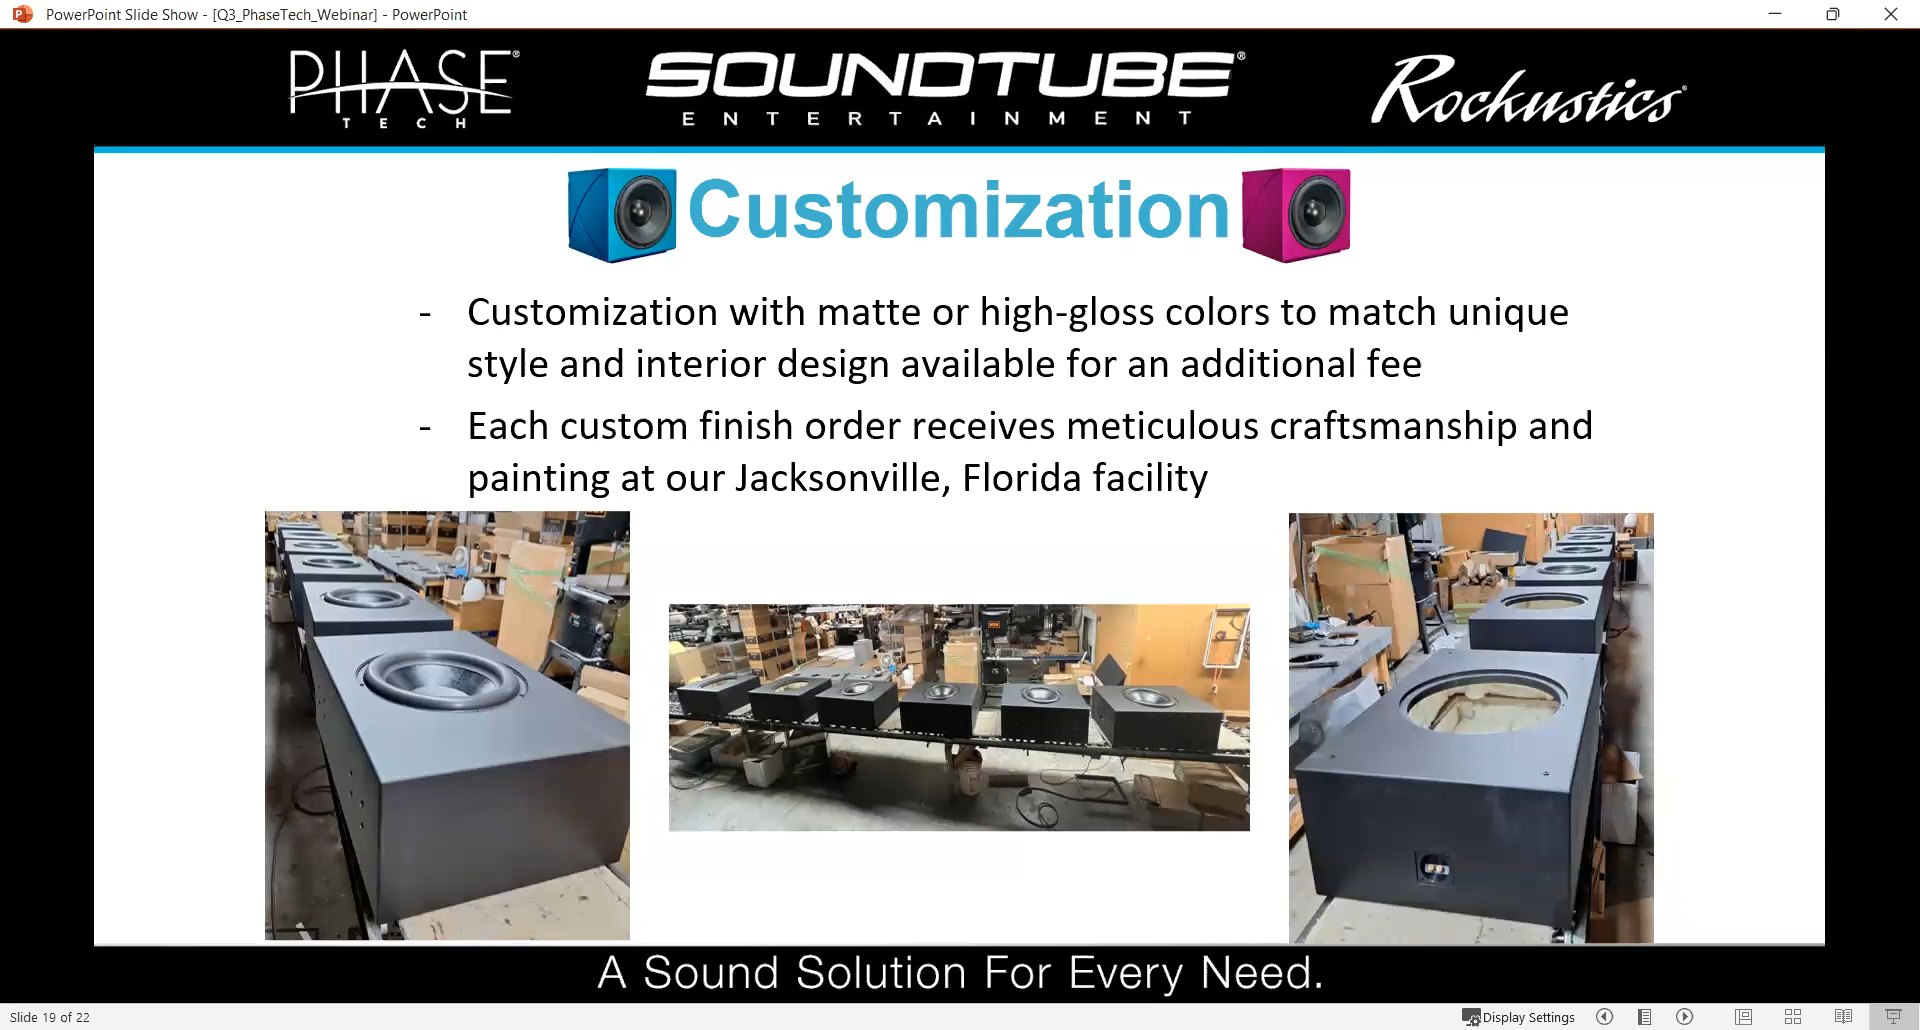 PowerPoint Slide Show - [Q3_PhaseTech_Webinar] - PowerPoint
PHASE®
TECH
SOUNDTUBE®
ENTERTAINMENT
Rockustics®
Customization
- Customization with matte or high-gloss colors to match unique
style and interior design available for an additional fee
- Each custom finish order receives meticulous craftsmanship and
painting at our Jacksonville, Florida facility
A Sound Solution For Every Need.
Slide 19 of 22
Display Settings